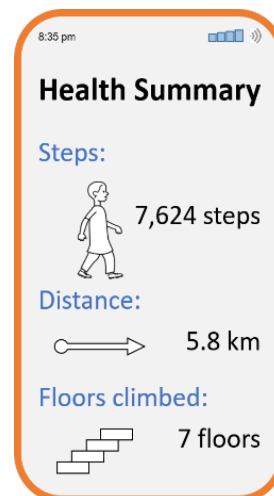 8:35 pm
Health Summary
Steps:
7,624 steps
Distance:
5.8 km
Floors climbed:
7 floors